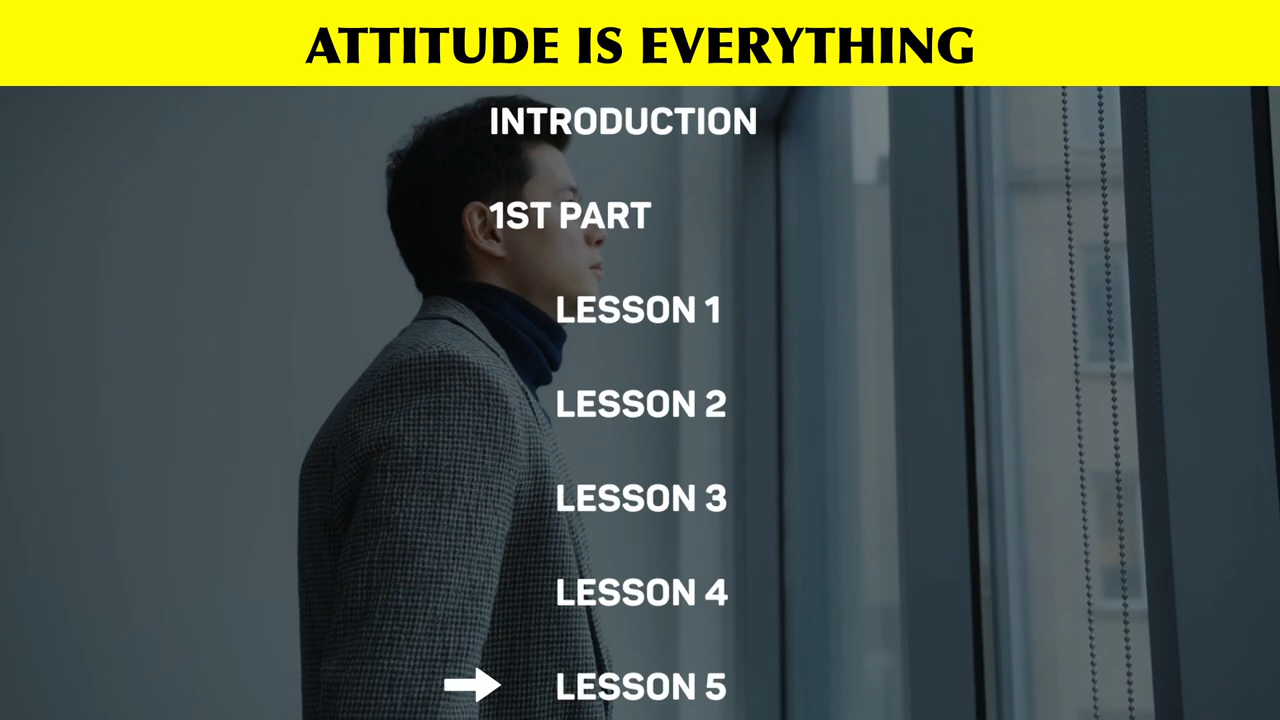 ATTITUDE IS EVERYTHING
INTRODUCTION
1ST PART
LESSON 1
LESSON 2
LESSON 3
LESSON 4
LESSON 5